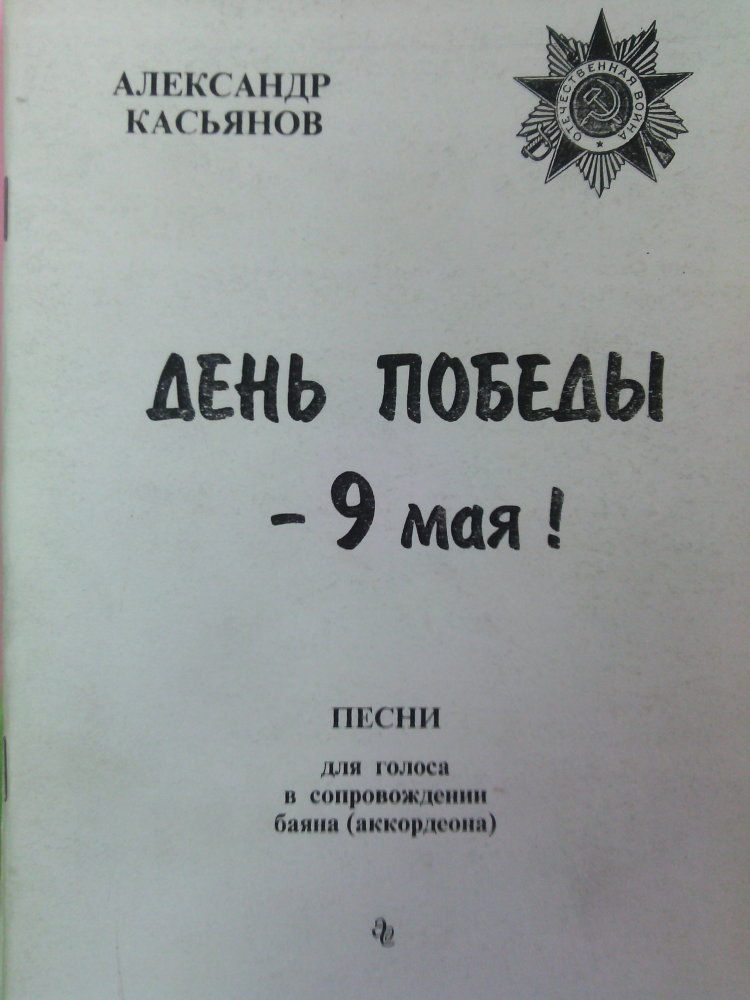 АЛЕКСАНДР
КАСЬЯНОВ
ОТЕЧЕСТВЕННАЯ ВОЙНА
ДЕНЬ ПОБЕДЫ
- 9 мая !
ПЕСНИ
для голоса
в сопровождении
баяна (аккордеона)